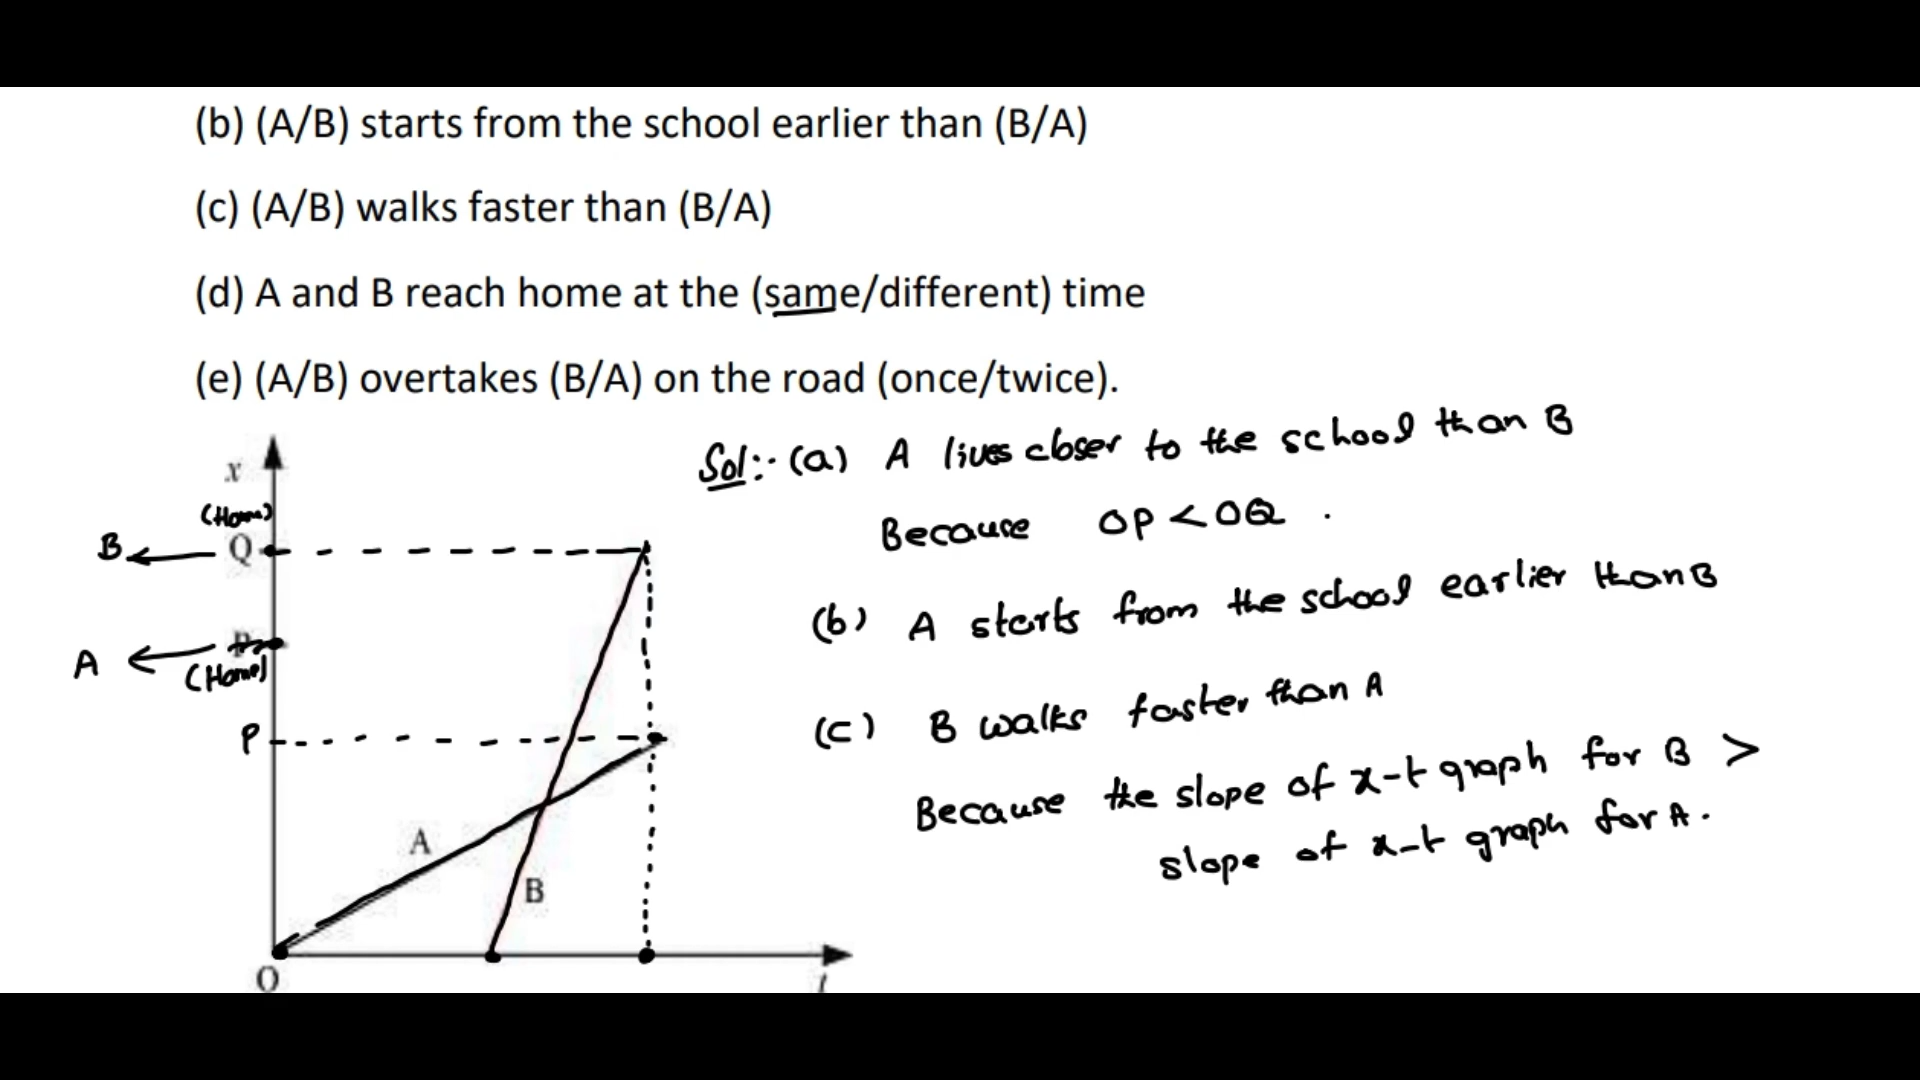 (b) (A/B) starts from the school earlier than (B/A)
(c) (A/B) walks faster than (B/A)
(d) A and B reach home at the (same/different) time
(e) (A/B) overtakes (B/A) on the road (once/twice).
Sol:- (a) A lives closer to the school than B
Because OP < OQ .
(b) A starts from the school earlier than B
(c) B walks faster than A
Because the slope of x-t graph for B >
slope of x-t graph for A.
x
(Home)
B Q
A P
(Home)
P
A
B
O
t